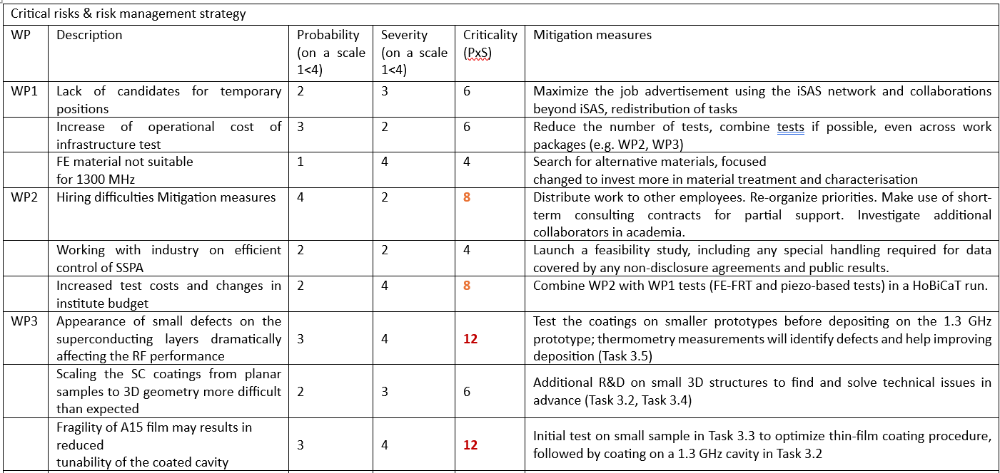 Critical risks & risk management strategy
WP Description Probability (on a scale 1<4) Severity (on a scale 1<4) Criticality (PxS) Mitigation measures
WP1 Lack of candidates for temporary positions 2 3 6 Maximize the job advertisement using the iSAS network and collaborations beyond iSAS, redistribution of tasks
Increase of operational cost of infrastructure test 3 2 6 Reduce the number of tests, combine tests if possible, even across work packages (e.g. WP2, WP3)
FE material not suitable for 1300 MHz 1 4 4 Search for alternative materials, focused changed to invest more in material treatment and characterisation
WP2 Hiring difficulties Mitigation measures 4 2 8 Distribute work to other employees. Re-organize priorities. Make use of short-term consulting contracts for partial support. Investigate additional collaborators in academia.
Working with industry on efficient control of SSPA 2 2 4 Launch a feasibility study, including any special handling required for data covered by any non-disclosure agreements and public results.
Increased test costs and changes in institute budget 2 4 8 Combine WP2 with WP1 tests (FE-FRT and piezo-based tests) in a HoBiCaT run.
WP3 Appearance of small defects on the superconducting layers dramatically affecting the RF performance 3 4 12 Test the coatings on smaller prototypes before depositing on the 1.3 GHz prototype; thermometry measurements will identify defects and help improving deposition (Task 3.5)
Scaling the SC coatings from planar samples to 3D geometry more difficult than expected 2 3 6 Additional R&D on small 3D structures to find and solve technical issues in advance (Task 3.2, Task 3.4)
Fragility of A15 film may results in reduced tunability of the coated cavity 3 4 12 Initial test on small sample in Task 3.3 to optimize thin-film coating procedure, followed by coating on a 1.3 GHz cavity in Task 3.2